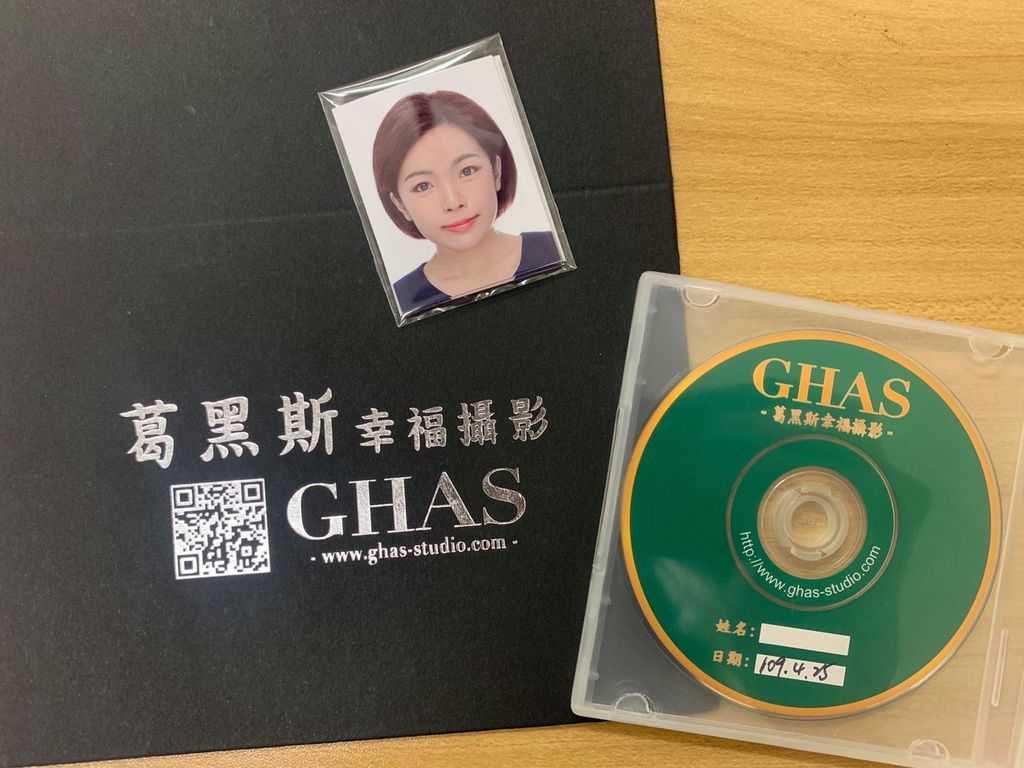 葛黑斯幸福攝影
GHAS
- www.ghas-studio.com -
GHAS
- 葛黑斯幸福攝影 -
http://www.ghas-studio.com
姓名:
日期: 109.4.25